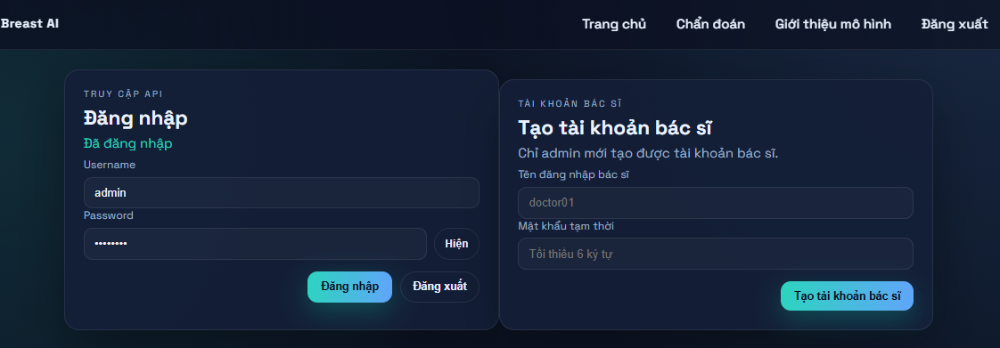 Breast AI
Trang chủ
Chẩn đoán
Giới thiệu mô hình
Đăng xuất
TRUY CẬP API
Đăng nhập
Đã đăng nhập
Username
admin
Password
••••••••
Hiện
Đăng nhập
Đăng xuất
TÀI KHOẢN BÁC SĨ
Tạo tài khoản bác sĩ
Chỉ admin mới tạo được tài khoản bác sĩ.
Tên đăng nhập bác sĩ
doctor01
Mật khẩu tạm thời
Tối thiểu 6 ký tự
Tạo tài khoản bác sĩ